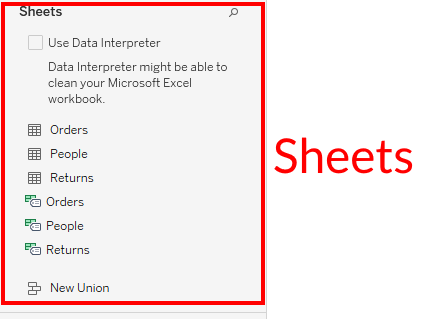 Sheets
Use Data Interpreter
Data Interpreter might be able to
clean your Microsoft Excel
workbook.
Orders
People
Returns
Orders
People
Returns
New Union
Sheets